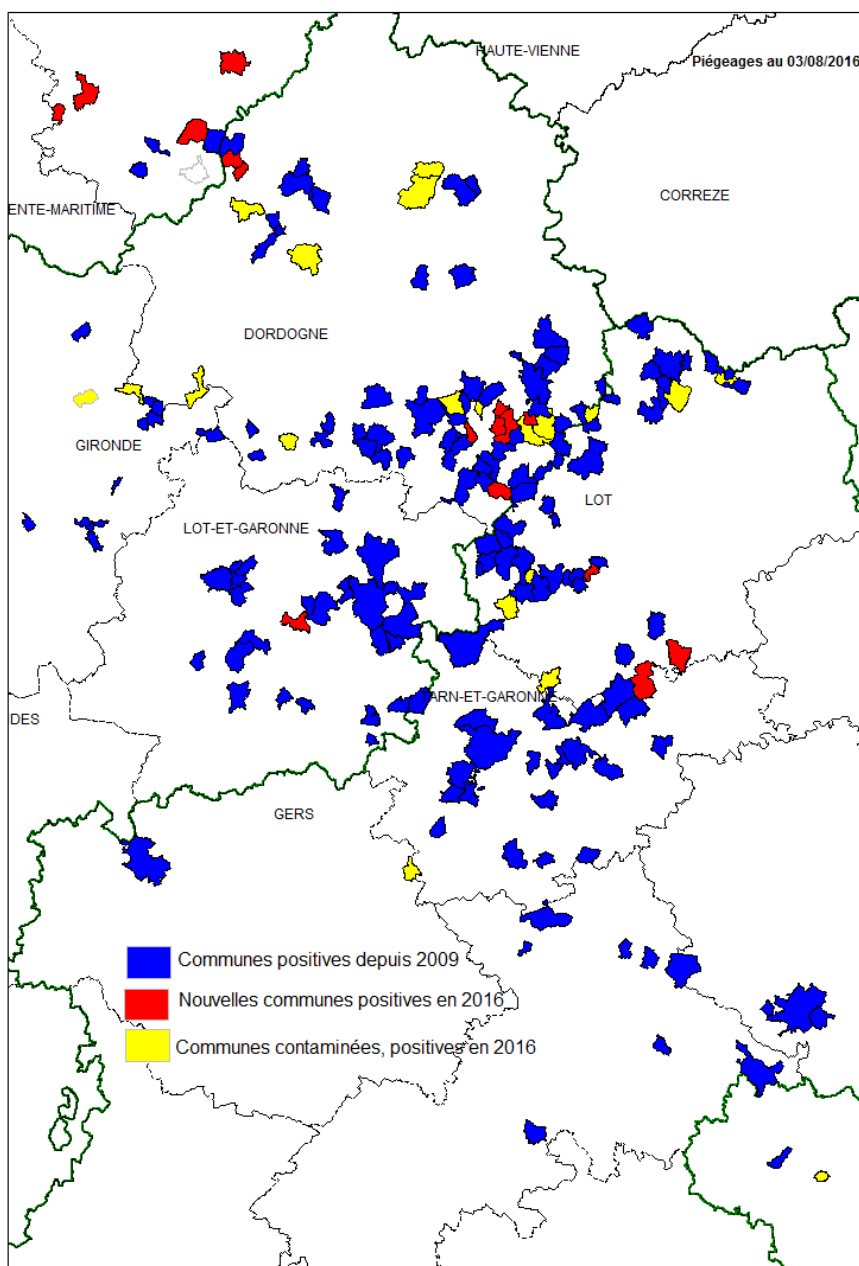 HAUTE-VIENNE
Piégeages au 03/08/2016
CORREZE
ENTE-MARITIME
DORDOGNE
GIRONDE
LOT
LOT-ET-GARONNE
TARN-ET-GARONNE
DES
GERS
Communes positives depuis 2009
Nouvelles communes positives en 2016
Communes contaminées, positives en 2016